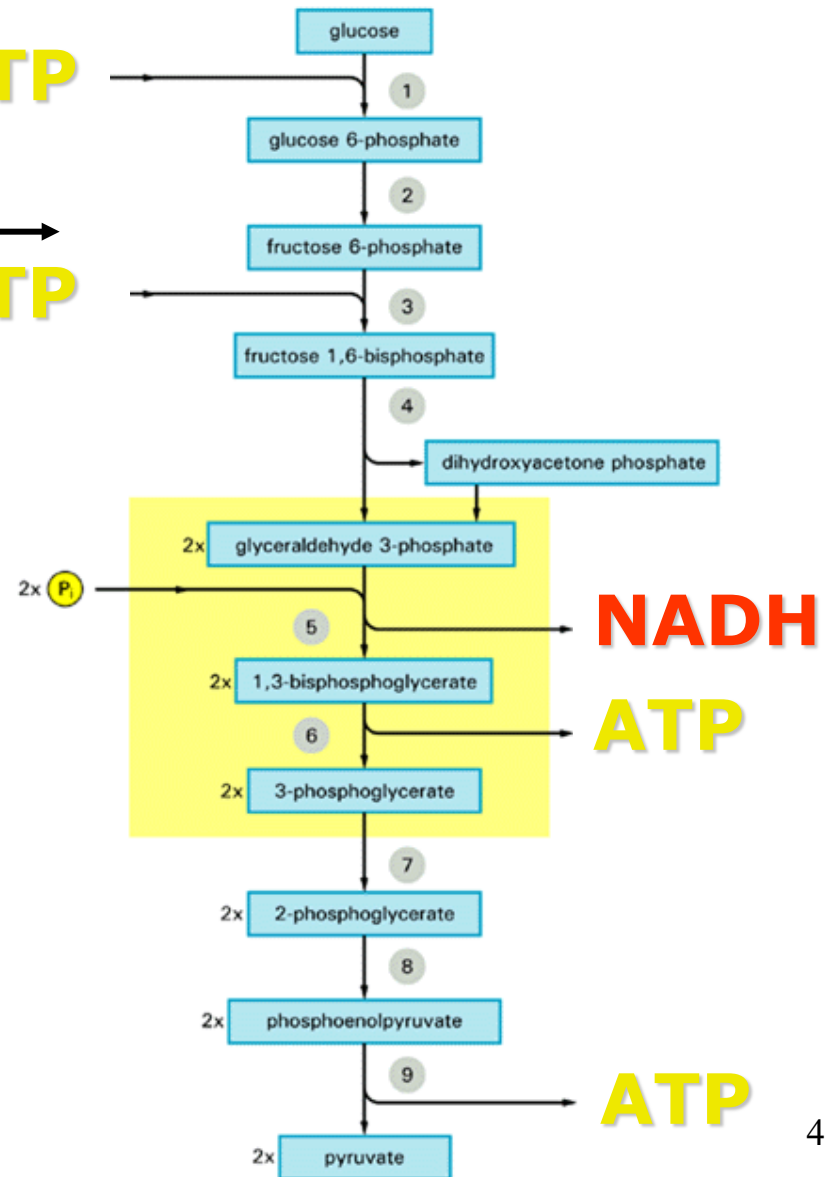 glucose
TP
1
glucose 6-phosphate
2
fructose 6-phosphate
TP
3
fructose 1,6-bisphosphate
4
dihydroxyacetone phosphate
2x glyceraldehyde 3-phosphate
2x Pi
5
NADH
2x 1,3-bisphosphoglycerate
6
ATP
2x 3-phosphoglycerate
7
2x 2-phosphoglycerate
8
2x phosphoenolpyruvate
9
ATP
4
2x pyruvate